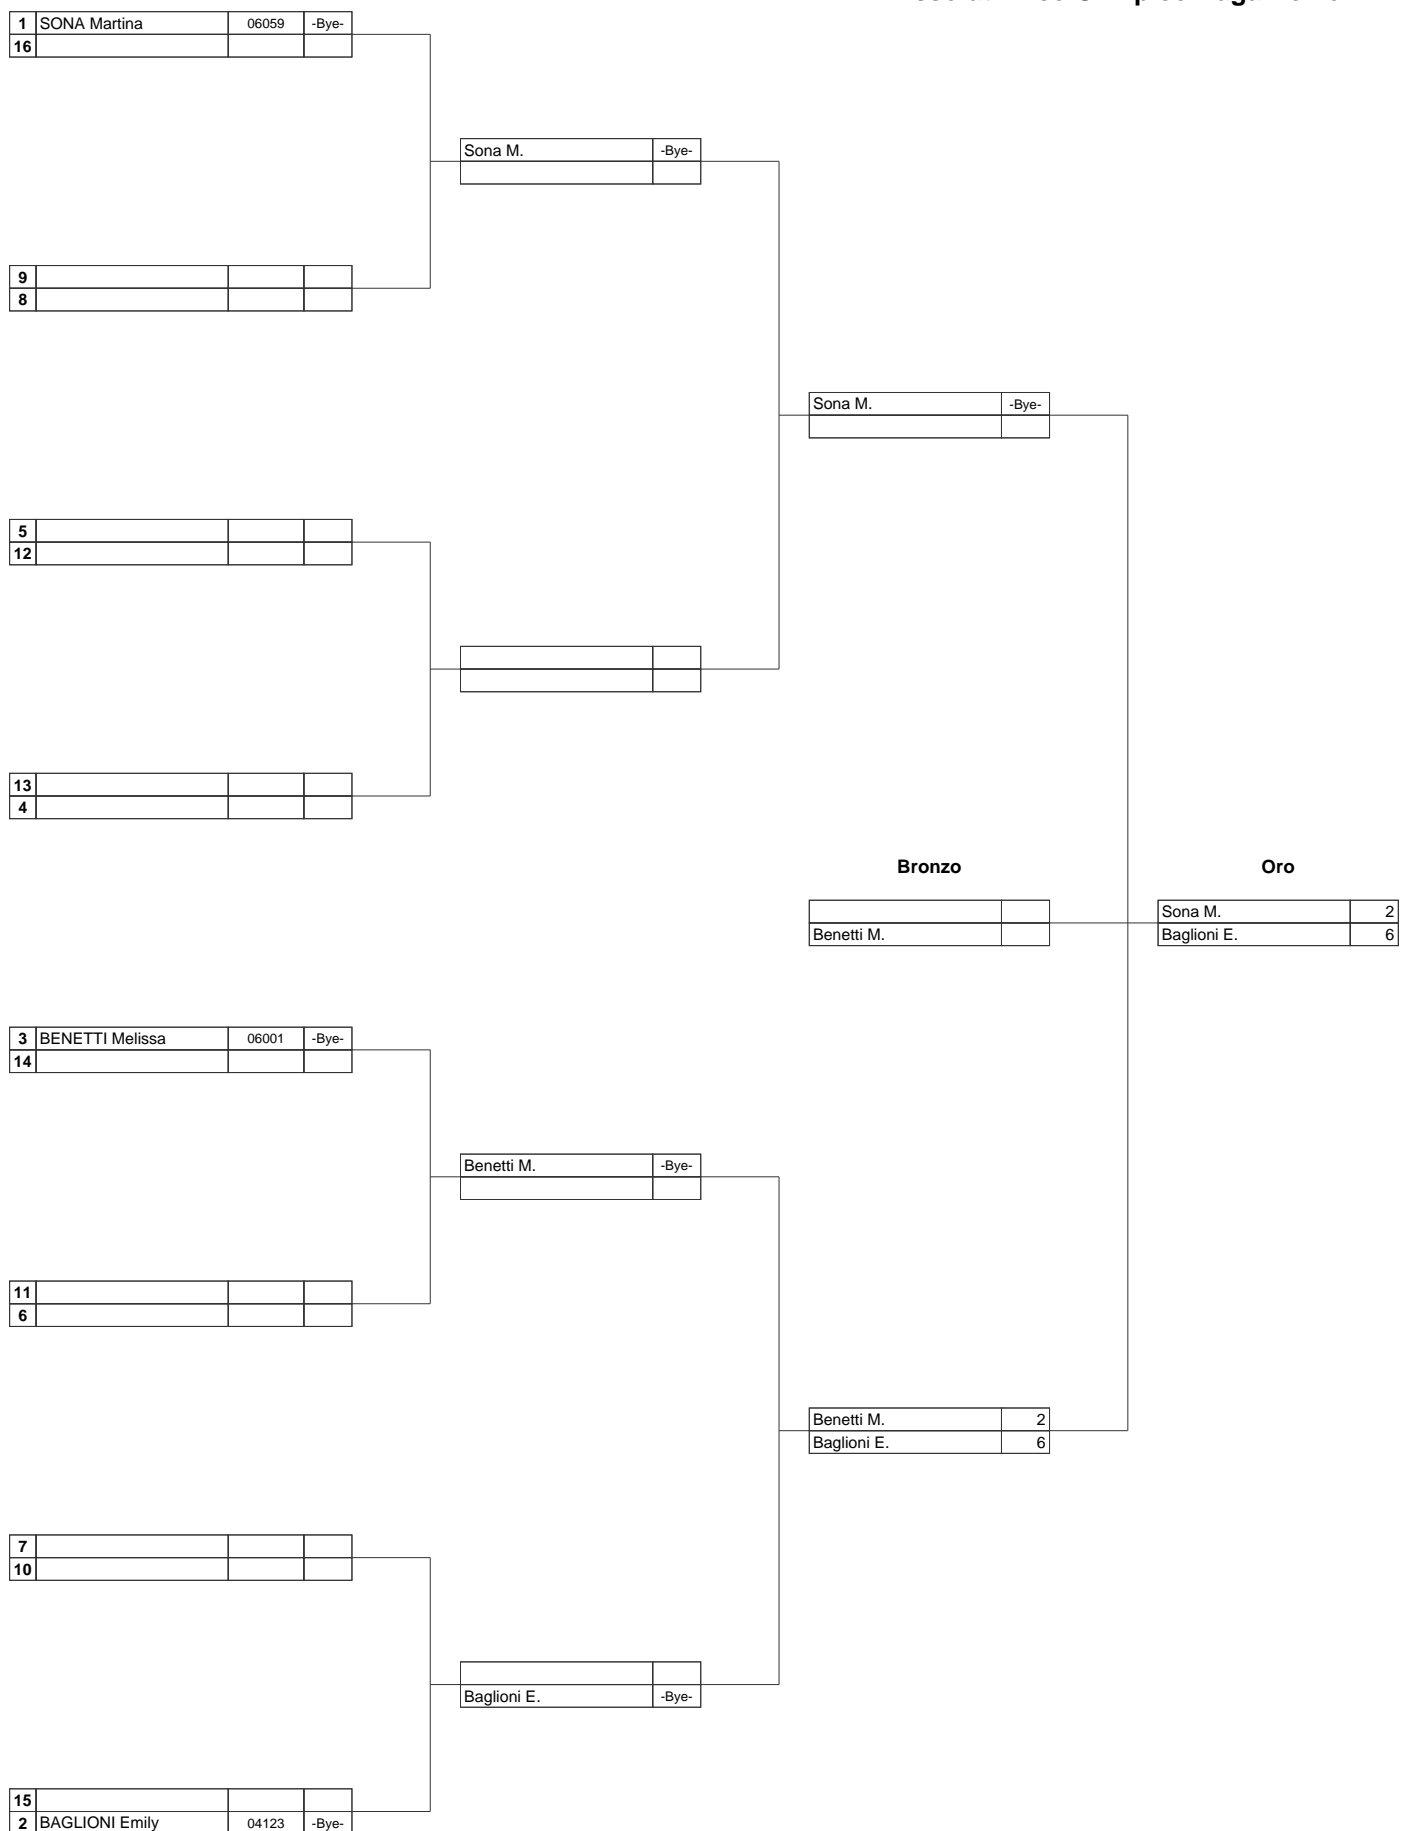 1 SONA Martina 06059 -Bye-
16
Sona M. -Bye-
9
8
Sona M. -Bye-
5
12
13
4
Bronzo Oro
Sona M. 2
Benetti M. Baglioni E. 6
3 BENETTI Melissa 06001 -Bye-
14
Benetti M. -Bye-
11
6
Benetti M. 2
Baglioni E. 6
7
10
Baglioni E. -Bye-
15
2 BAGLIONI Emily 04123 -Bye-